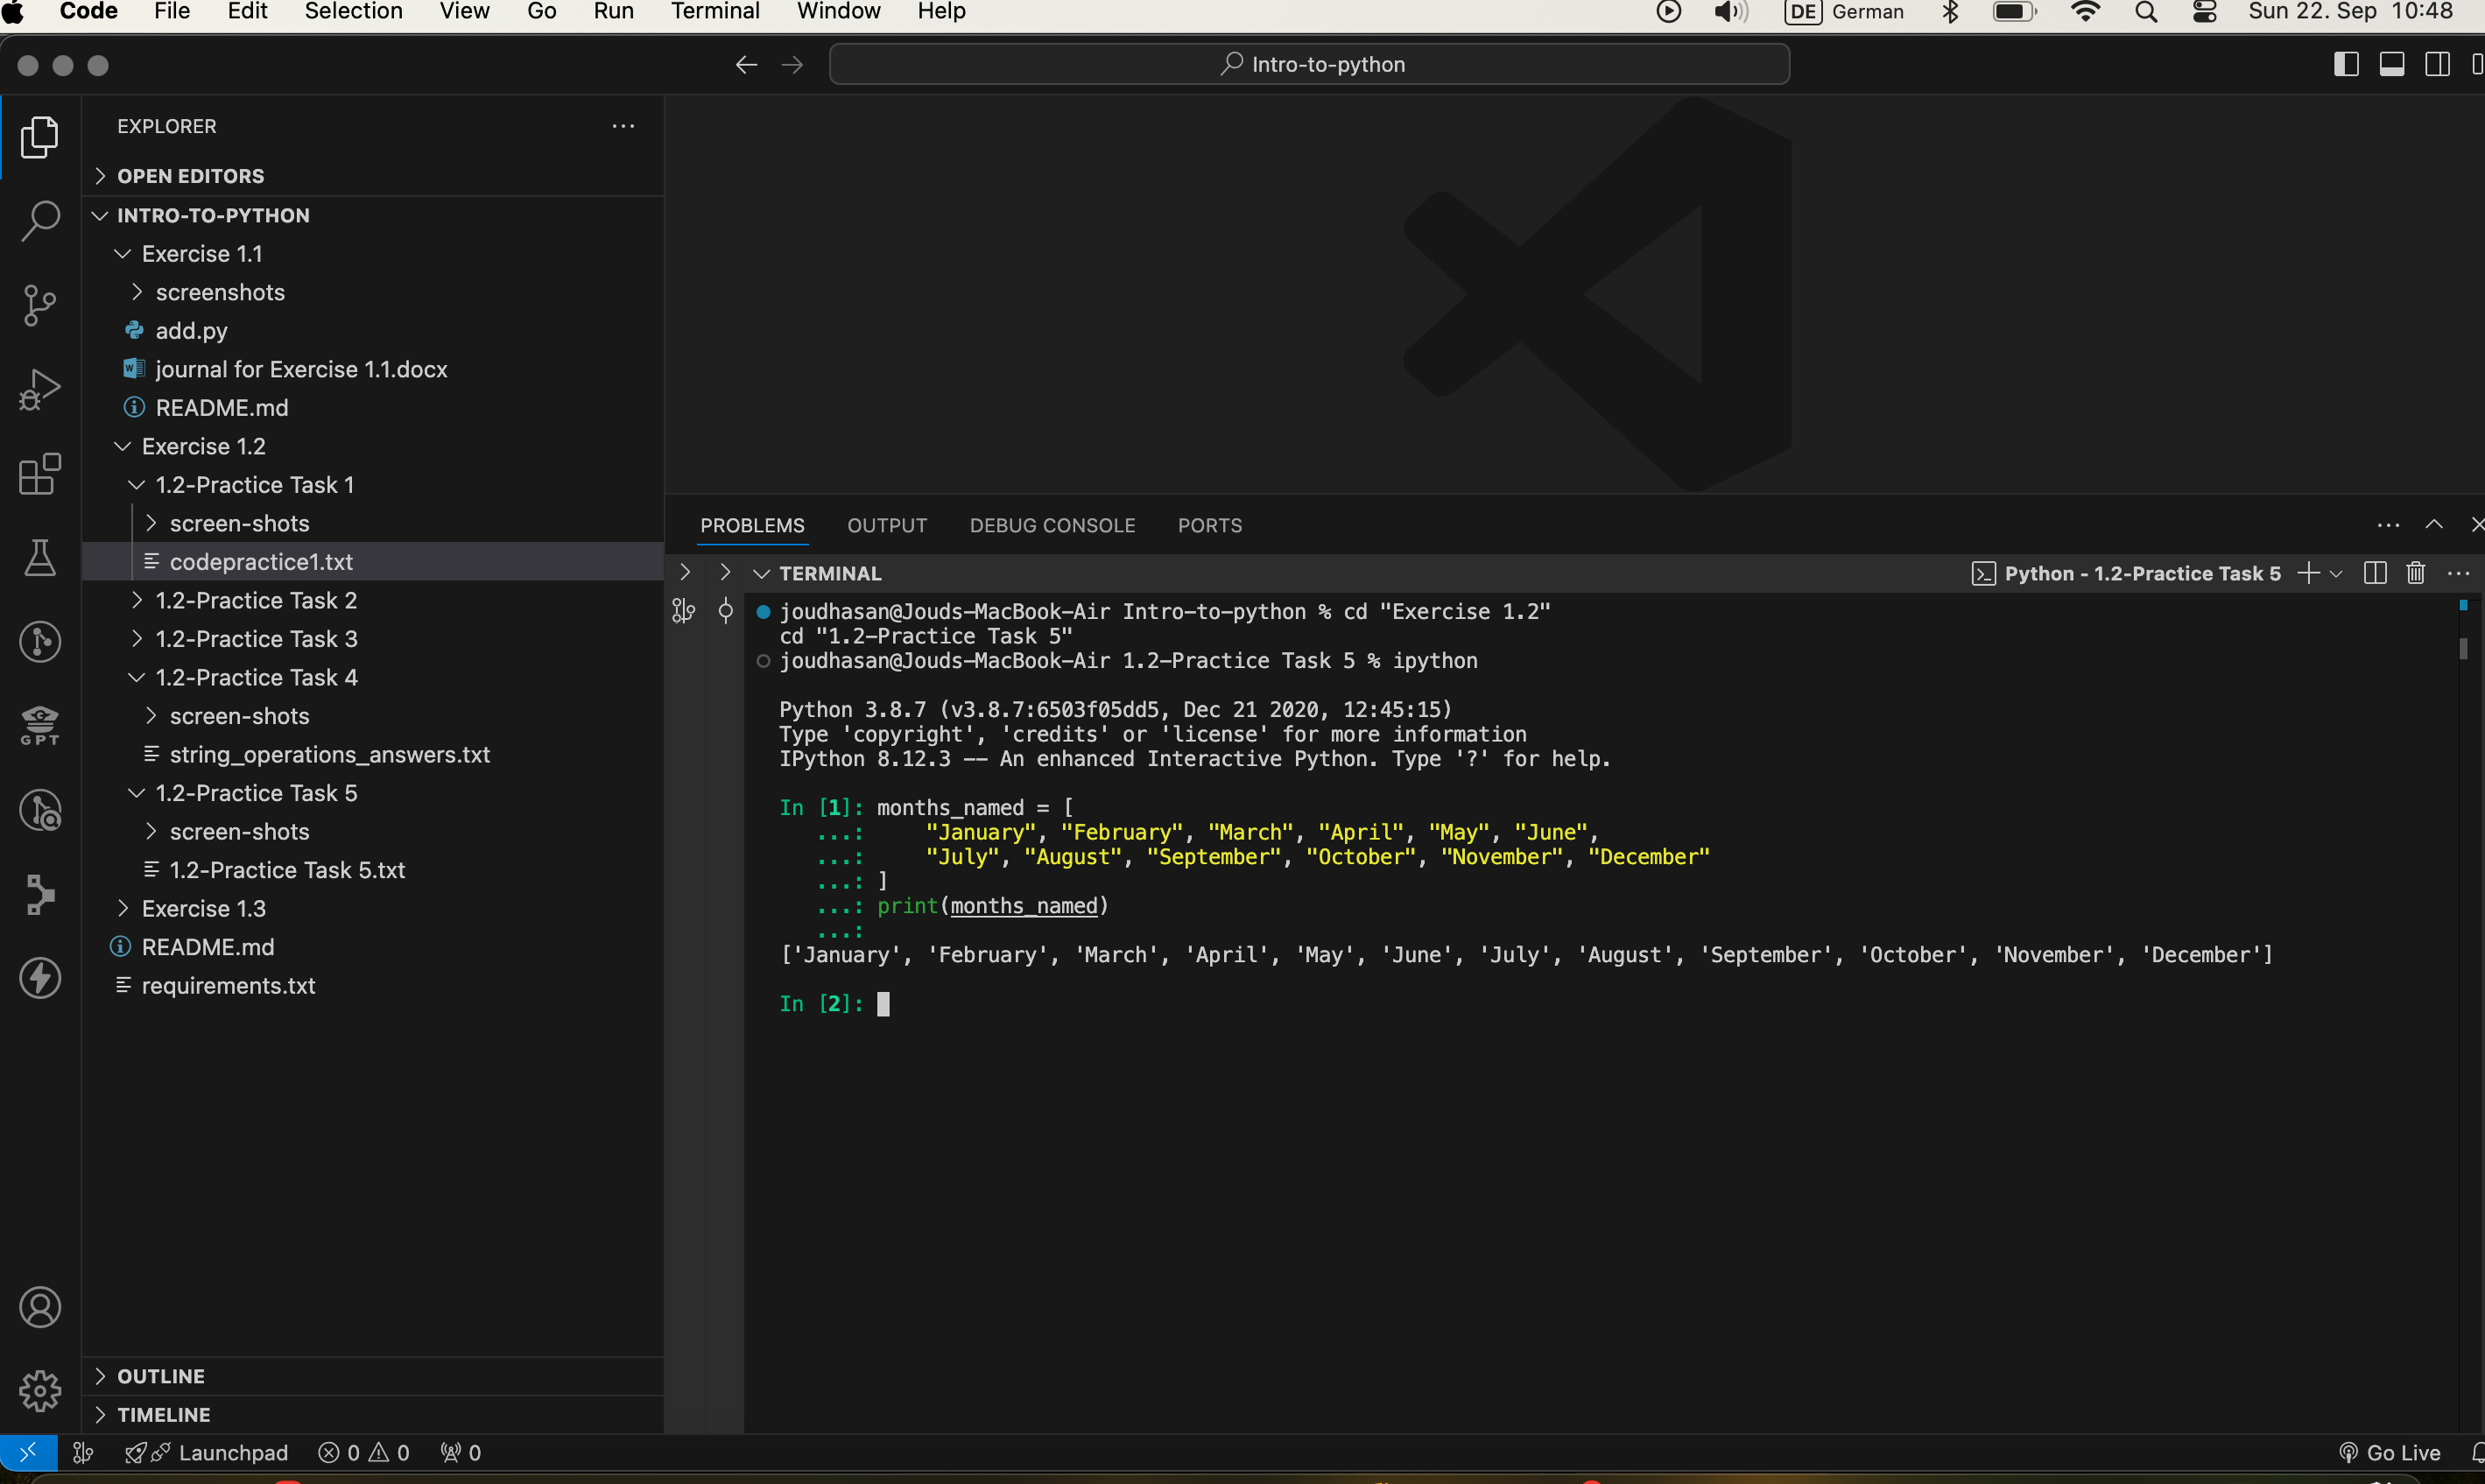 Code File Edit Selection View Go Run Terminal Window Help DE German Sun 22. Sep 10:48
Intro-to-python
EXPLORER
OPEN EDITORS
INTRO-TO-PYTHON
Exercise 1.1
screenshots
add.py
journal for Exercise 1.1.docx
README.md
Exercise 1.2
1.2-Practice Task 1
screen-shots
codepractice1.txt
1.2-Practice Task 2
1.2-Practice Task 3
1.2-Practice Task 4
screen-shots
string_operations_answers.txt
1.2-Practice Task 5
screen-shots
1.2-Practice Task 5.txt
Exercise 1.3
README.md
requirements.txt
OUTLINE
TIMELINE
GPT
PROBLEMS OUTPUT DEBUG CONSOLE PORTS
TERMINAL Python - 1.2-Practice Task 5
joudhasan@Jouds-MacBook-Air Intro-to-python % cd "Exercise 1.2"
cd "1.2-Practice Task 5"
joudhasan@Jouds-MacBook-Air 1.2-Practice Task 5 % ipython
Python 3.8.7 (v3.8.7:6503f05dd5, Dec 21 2020, 12:45:15)
Type 'copyright', 'credits' or 'license' for more information
IPython 8.12.3 -- An enhanced Interactive Python. Type '?' for help.
In [1]: months_named = [
...:     "January", "February", "March", "April", "May", "June",
...:     "July", "August", "September", "October", "November", "December"
...: ]
...: print(months_named)
...:
['January', 'February', 'March', 'April', 'May', 'June', 'July', 'August', 'September', 'October', 'November', 'December']
In [2]:
Launchpad 0 0 0 Go Live